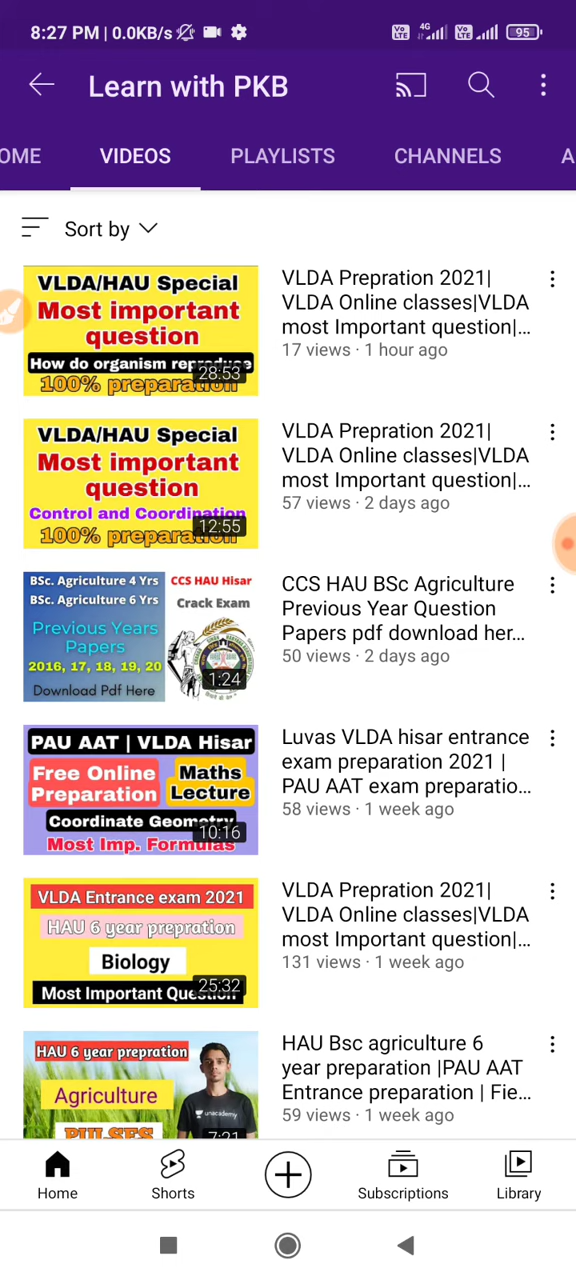 8:27 PM | 0.0KB/s
Vo LTE 4G Vo LTE 95
Learn with PKB
OME VIDEOS PLAYLISTS CHANNELS A
Sort by
VLDA/HAU Special
Most important
question
How do organism reproduce
100% preparation
28:53
VLDA Prepration 2021|
VLDA Online classes|VLDA
most Important question|...
17 views · 1 hour ago
VLDA/HAU Special
Most important
question
Control and Coordination
100% preparation
12:55
VLDA Prepration 2021|
VLDA Online classes|VLDA
most Important question|...
57 views · 2 days ago
BSc. Agriculture 4 Yrs
BSc. Agriculture 6 Yrs
Previous Years
Papers
2016, 17, 18, 19, 20
Download Pdf Here
CCS HAU Hisar
Crack Exam
1:24
CCS HAU BSc Agriculture
Previous Year Question
Papers pdf download her...
50 views · 2 days ago
PAU AAT | VLDA Hisar
Free Online
Preparation
Maths
Lecture
Coordinate Geometry
Most Imp. Formulas
10:16
Luvas VLDA hisar entrance
exam preparation 2021 |
PAU AAT exam preparatio...
58 views · 1 week ago
VLDA Entrance exam 2021
HAU 6 year prepration
Biology
Most Important Question
25:32
VLDA Prepration 2021|
VLDA Online classes|VLDA
most Important question|...
131 views · 1 week ago
HAU 6 year prepration
Agriculture
PULSES
unacademy
7:21
HAU Bsc agriculture 6
year preparation |PAU AAT
Entrance preparation | Fie...
59 views · 1 week ago
Home Shorts Subscriptions Library